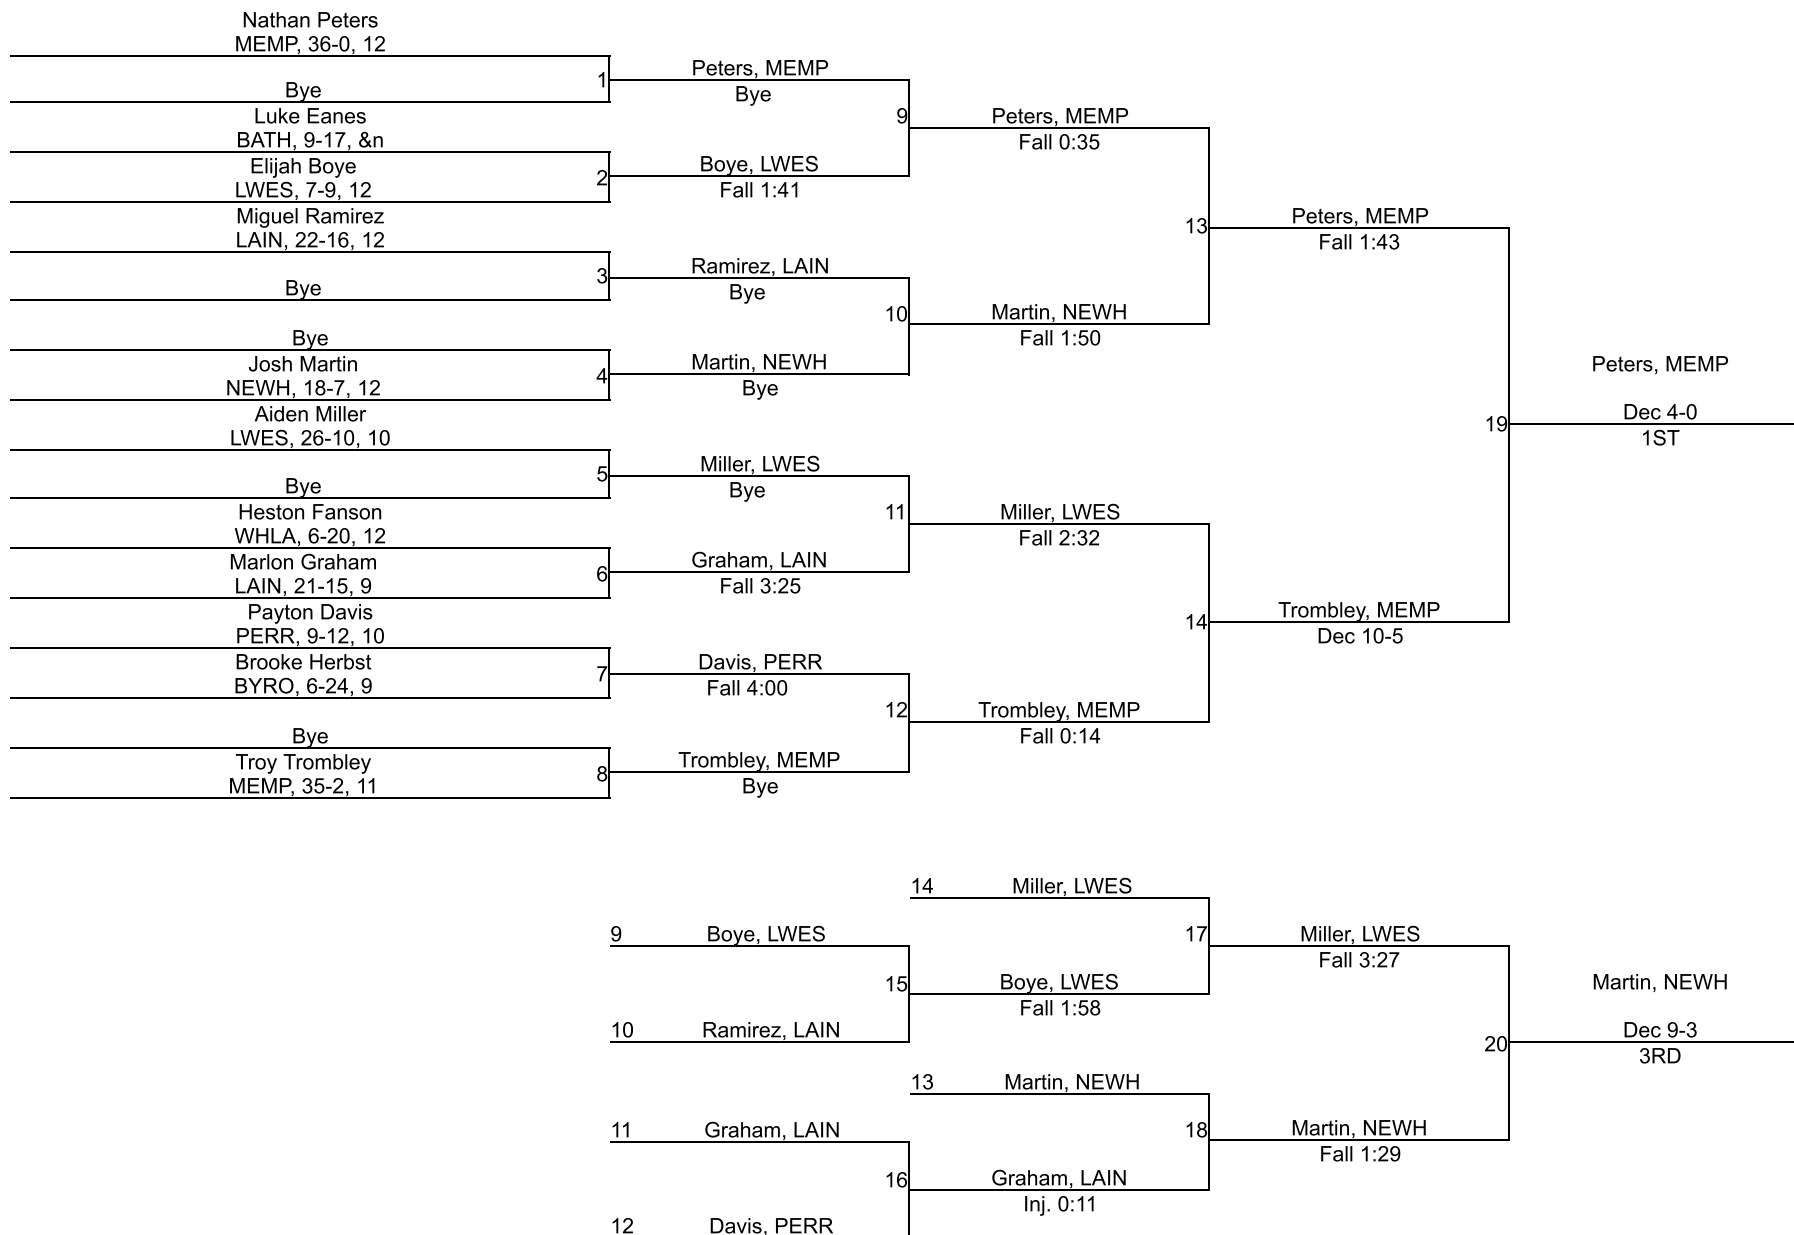 Nathan Peters
MEMP, 36-0, 12
Bye
Luke Eanes
BATH, 9-17, &n
Elijah Boye
LWES, 7-9, 12
Miguel Ramirez
LAIN, 22-16, 12
Bye
Bye
Josh Martin
NEWH, 18-7, 12
Aiden Miller
LWES, 26-10, 10
Bye
Heston Fanson
WHLA, 6-20, 12
Marlon Graham
LAIN, 21-15, 9
Payton Davis
PERR, 9-12, 10
Brooke Herbst
BYRO, 6-24, 9
Bye
Troy Trombley
MEMP, 35-2, 11
1
Peters, MEMP
Bye
2
Boye, LWES
Fall 1:41
3
Ramirez, LAIN
Bye
4
Martin, NEWH
Bye
5
Miller, LWES
Bye
6
Graham, LAIN
Fall 3:25
7
Davis, PERR
Fall 4:00
8
Trombley, MEMP
Bye
9
Peters, MEMP
Fall 0:35
10
Martin, NEWH
Fall 1:50
11
Miller, LWES
Fall 2:32
12
Trombley, MEMP
Fall 0:14
13
Peters, MEMP
Fall 1:43
14
Trombley, MEMP
Dec 10-5
19
Peters, MEMP
Dec 4-0
1ST
9
Boye, LWES
10
Ramirez, LAIN
11
Graham, LAIN
12
Davis, PERR
14
Miller, LWES
15
Boye, LWES
Fall 1:58
13
Martin, NEWH
16
Graham, LAIN
Inj. 0:11
17
Miller, LWES
Fall 3:27
18
Martin, NEWH
Fall 1:29
20
Martin, NEWH
Dec 9-3
3RD